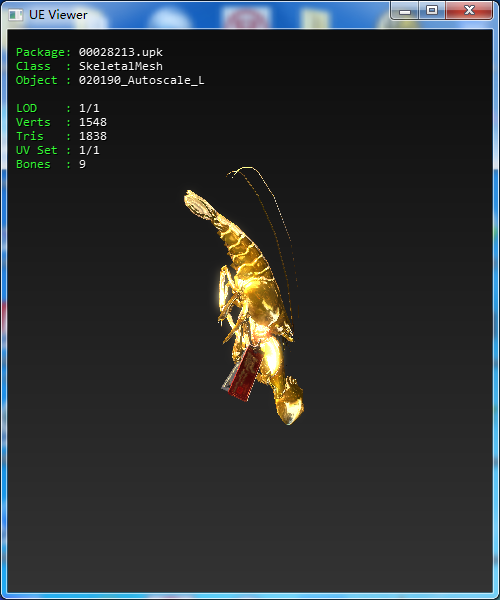 UE Viewer
Package: 00028213.upk
Class : SkeletalMesh
Object : 020190_Autoscale_L
LOD : 1/1
Verts : 1548
Tris : 1838
UV Set : 1/1
Bones : 9